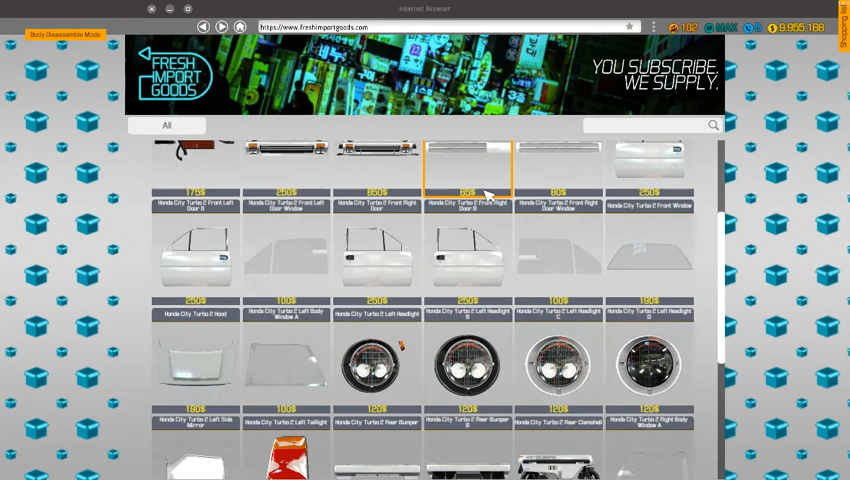 Internet Browser
Body Disassemble Mode
https://www.freshimportgoods.com
102
MAX
6
9.955.168
Shopping list
FRESH
IMPORT
GOODS
YOU SUBSCRIBE.
WE SUPPLY.
All
175$
250$
850$
65$
80$
250$
Honda City Turbo 2 Front Left
Door B
Honda City Turbo 2 Front Left
Door Window
Honda City Turbo 2 Front Right
Door
Honda City Turbo 2 Front Right
Door B
Honda City Turbo 2 Front Right
Door Window
Honda City Turbo 2 Front Window
250$
100$
250$
250$
100$
190$
Honda City Turbo 2 Hood
Honda City Turbo 2 Left Body
Window A
Honda City Turbo 2 Left Headlight
Honda City Turbo 2 Left Headlight
B
Honda City Turbo 2 Left Headlight
C
Honda City Turbo 2 Left Headlight
D
190$
100$
120$
120$
120$
120$
Honda City Turbo 2 Left Side
Mirror
Honda City Turbo 2 Left Taillight
Honda City Turbo 2 Rear Bumper
Honda City Turbo 2 Rear Bumper
B
Honda City Turbo 2 Rear Clamshell
Honda City Turbo 2 Right Body
Window A